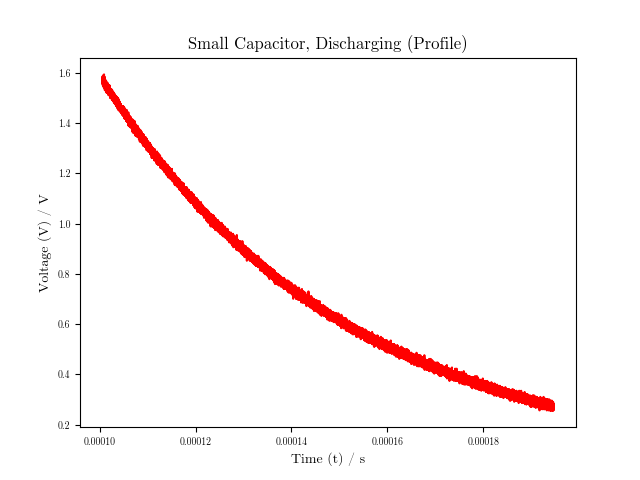 Small Capacitor, Discharging (Profile)
Voltage (V) / V
1.6
1.4
1.2
1.0
0.8
0.6
0.4
0.2
0.00010 0.00012 0.00014 0.00016 0.00018
Time (t) / s